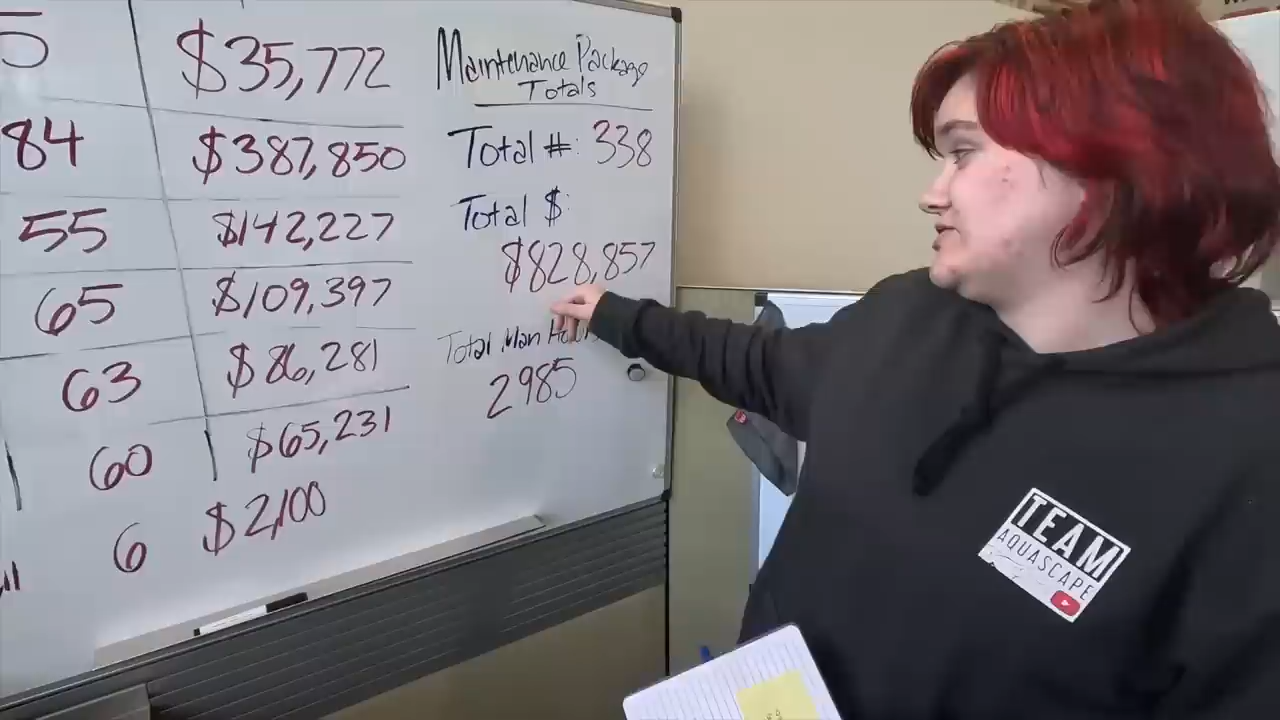 5 $35,772
84 $387,850
55 $142,227
65 $109,397
63 $86,281
60 $65,231
6 $2,100
Maintenance Package
Totals
Total #: 338
Total $:
$828,857
Total Man
2985
TEAM
AQUASCAPE